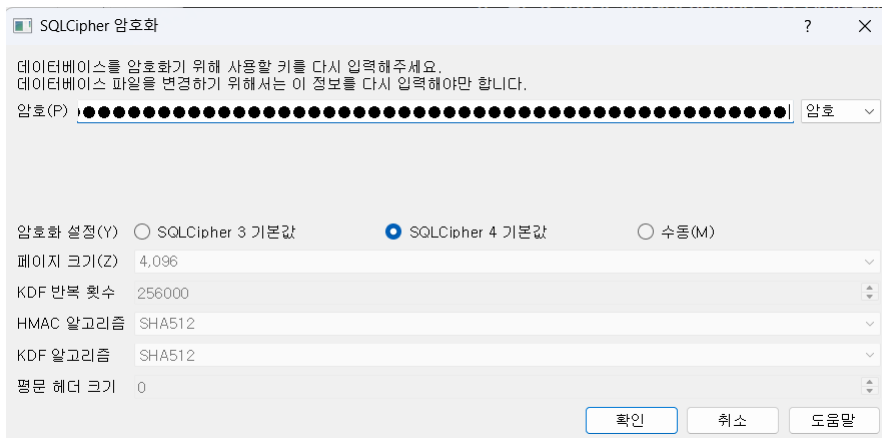 SQLCipher 암호화
데이터베이스를 암호화기 위해 사용할 키를 다시 입력해주세요.
데이터베이스 파일을 변경하기 위해서는 이 정보를 다시 입력해야만 합니다.
암호(P) 암호
암호화 설정(Y) SQLCipher 3 기본값 SQLCipher 4 기본값 수동(M)
페이지 크기(Z) 4,096
KDF 반복 횟수 256000
HMAC 알고리즘 SHA512
KDF 알고리즘 SHA512
평문 헤더 크기 0
확인 취소 도움말